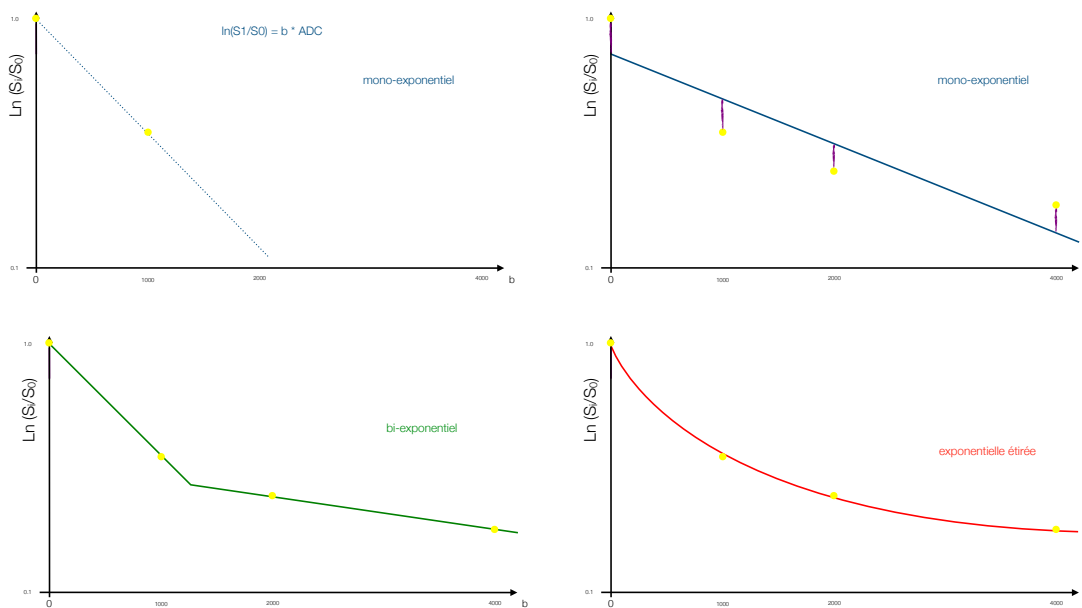 1.0
ln(S1/S0) = b * ADC
mono-exponentiel
Ln (Si/S0)
0.1
0
1000
2000
4000
b
1.0
mono-exponentiel
Ln (Si/S0)
0.1
0
1000
2000
4000
1.0
bi-exponentiel
Ln (Si/S0)
0.1
0
1000
2000
4000
b
1.0
exponentielle étirée
Ln (Si/S0)
0.1
0
1000
2000
4000